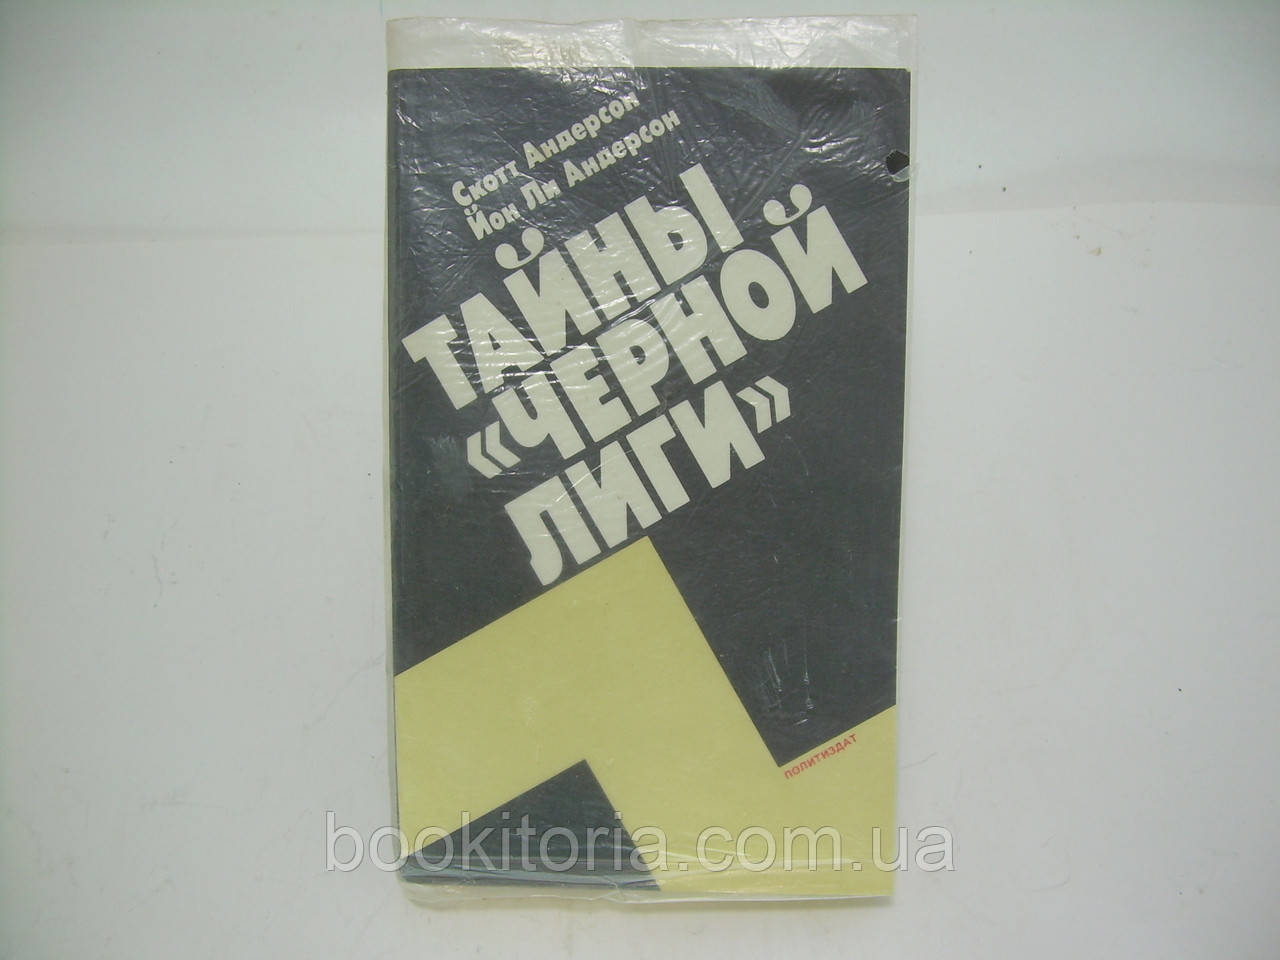 Скотт Андерсон
Йон Ли Андерсон
ТАЙНЫ
«ЧЕРНОЙ
ЛИГИ»
ПОЛИТИЗДАТ
bookitoria.com.ua